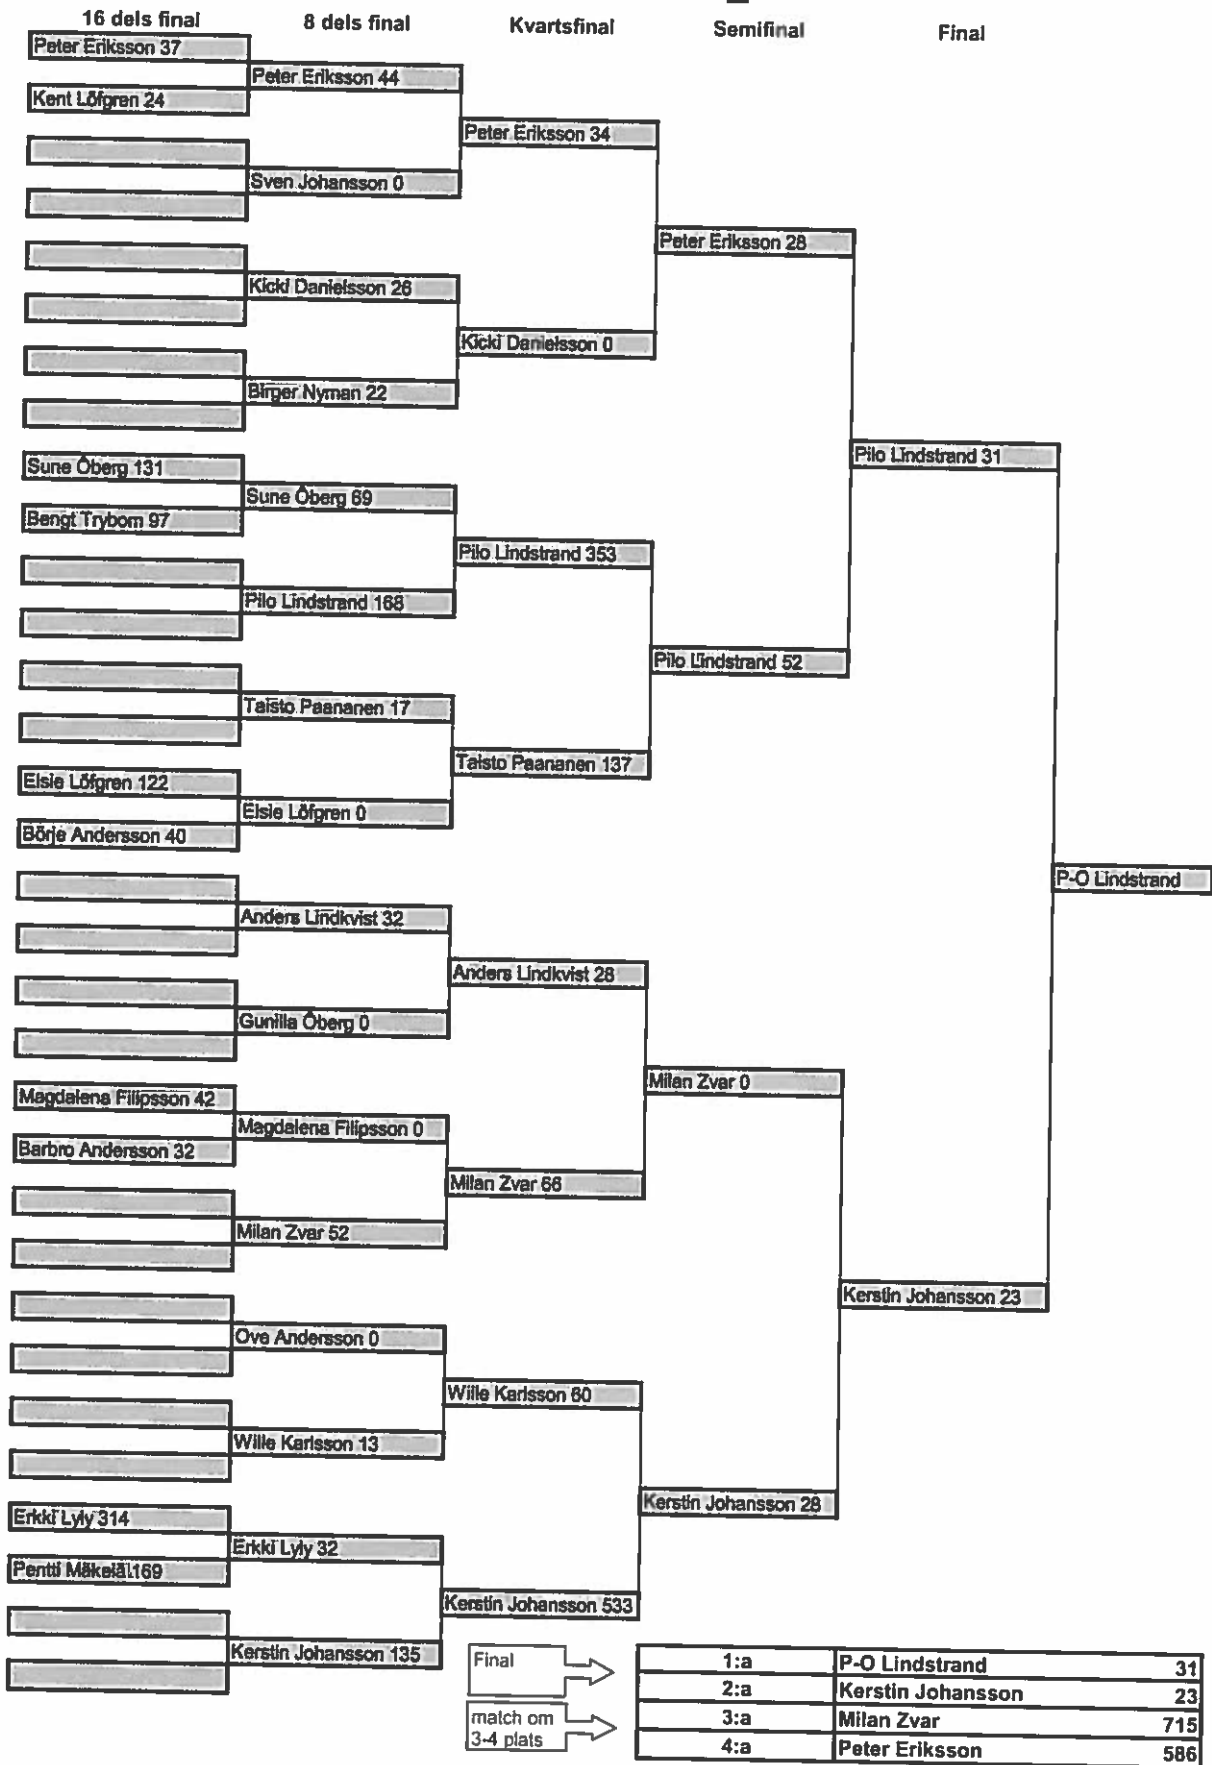 16 dels final
8 dels final
Kvartsfinal
Semifinal
Final
Peter Eriksson 37
Peter Eriksson 44
Kent Löfgren 24
Peter Eriksson 34
Sven Johansson 0
Peter Eriksson 28
Kicki Danielsson 26
Kicki Danielsson 0
Birger Nyman 22
Pilo Lindstrand 31
Sune Öberg 131
Sune Öberg 69
Bengt Trybom 97
Pilo Lindstrand 353
Pilo Lindstrand 168
Pilo Lindstrand 52
Taisto Paananen 17
Taisto Paananen 137
Elsie Löfgren 122
Elsie Löfgren 0
Börje Andersson 40
P-O Lindstrand
Anders Lindkvist 32
Anders Lindkvist 28
Gunilla Öberg 0
Milan Zvar 0
Magdalena Filipsson 42
Magdalena Filipsson 0
Barbro Andersson 32
Milan Zvar 66
Milan Zvar 52
Kerstin Johansson 23
Ove Andersson 0
Wille Karlsson 60
Wille Karlsson 13
Kerstin Johansson 28
Erkki Lyly 314
Erkki Lyly 32
Pentti Mäkelä169
Kerstin Johansson 533
Kerstin Johansson 135
Final
1:a P-O Lindstrand 31
2:a Kerstin Johansson 23
match om
3-4 plats
3:a Milan Zvar 715
4:a Peter Eriksson 586